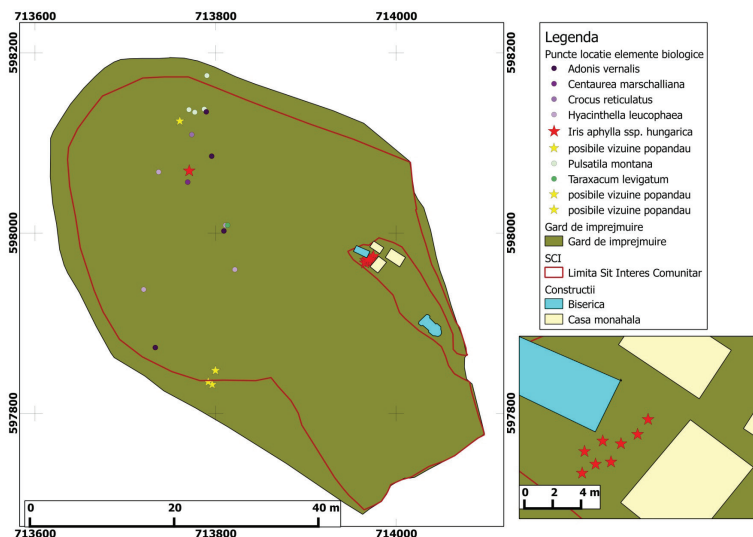 713600
713800
714000
598200
598200
598000
598000
597800
597800
0
20
40 m
713600
713800
714000
Legenda
Puncte locatie elemente biologice
Adonis vernalis
Centaurea marschalliana
Crocus reticulatus
Hyacinthella leucophaea
Iris aphylla ssp. hungarica
posibile vizuine popandau
Pulsatila montana
Taraxacum levigatum
posibile vizuine popandau
posibile vizuine popandau
Gard de imprejmuire
Gard de imprejmuire
SCI
Limita Sit Interes Comunitar
Constructii
Biserica
Casa monahala
0 2 4 m